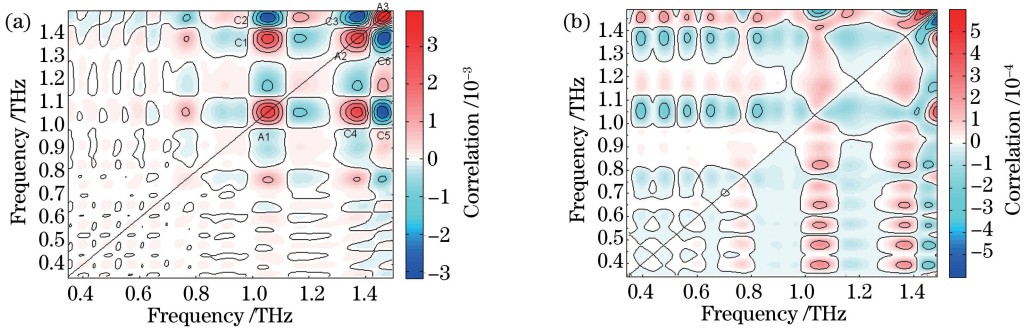 (a)
1.4
1.3
1.2
1.1
1.0
0.9
0.8
0.7
0.6
0.5
0.4
Frequency /THz
0.4 0.6 0.8 1.0 1.2 1.4
Frequency /THz
C2
C3
A3
C1
A2
C6
A1
C4
C5
3
2
1
0
−1
−2
−3
Correlation /10⁻³
(b)
1.4
1.3
1.2
1.1
1.0
0.9
0.8
0.7
0.6
0.5
0.4
Frequency /THz
0.4 0.6 0.8 1.0 1.2 1.4
Frequency /THz
5
4
3
2
1
0
−1
−2
−3
−4
−5
Correlation /10⁻⁴